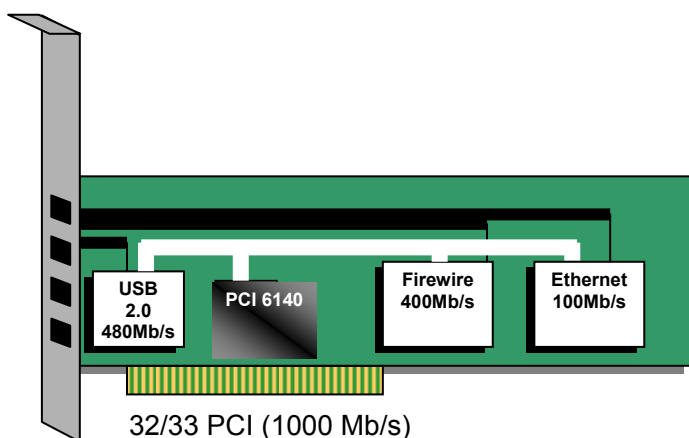 USB
2.0
480Mb/s
PCI 6140
Firewire
400Mb/s
Ethernet
100Mb/s
32/33 PCI (1000 Mb/s)